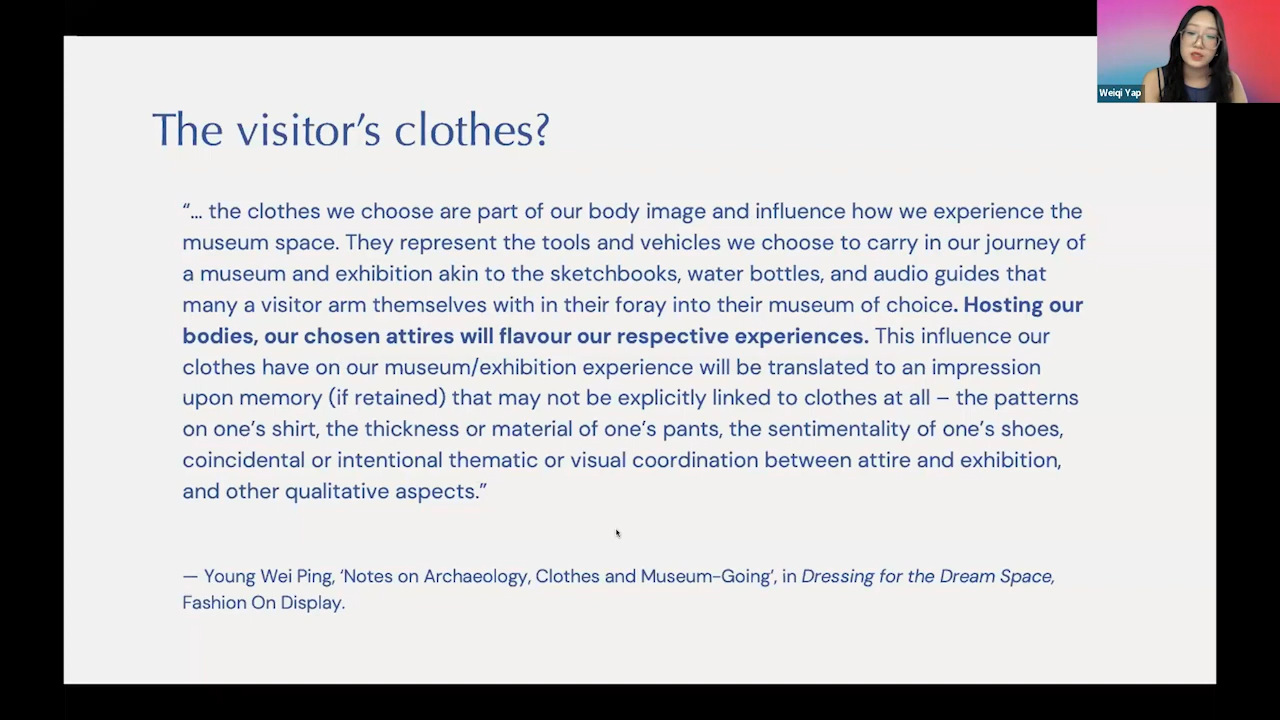 Weiqi Yap
The visitor's clothes?
“... the clothes we choose are part of our body image and influence how we experience the
museum space. They represent the tools and vehicles we choose to carry in our journey of
a museum and exhibition akin to the sketchbooks, water bottles, and audio guides that
many a visitor arm themselves with in their foray into their museum of choice. Hosting our
bodies, our chosen attires will flavour our respective experiences. This influence our
clothes have on our museum/exhibition experience will be translated to an impression
upon memory (if retained) that may not be explicitly linked to clothes at all – the patterns
on one's shirt, the thickness or material of one's pants, the sentimentality of one's shoes,
coincidental or intentional thematic or visual coordination between attire and exhibition,
and other qualitative aspects.”
— Young Wei Ping, ‘Notes on Archaeology, Clothes and Museum-Going’, in Dressing for the Dream Space,
Fashion On Display.